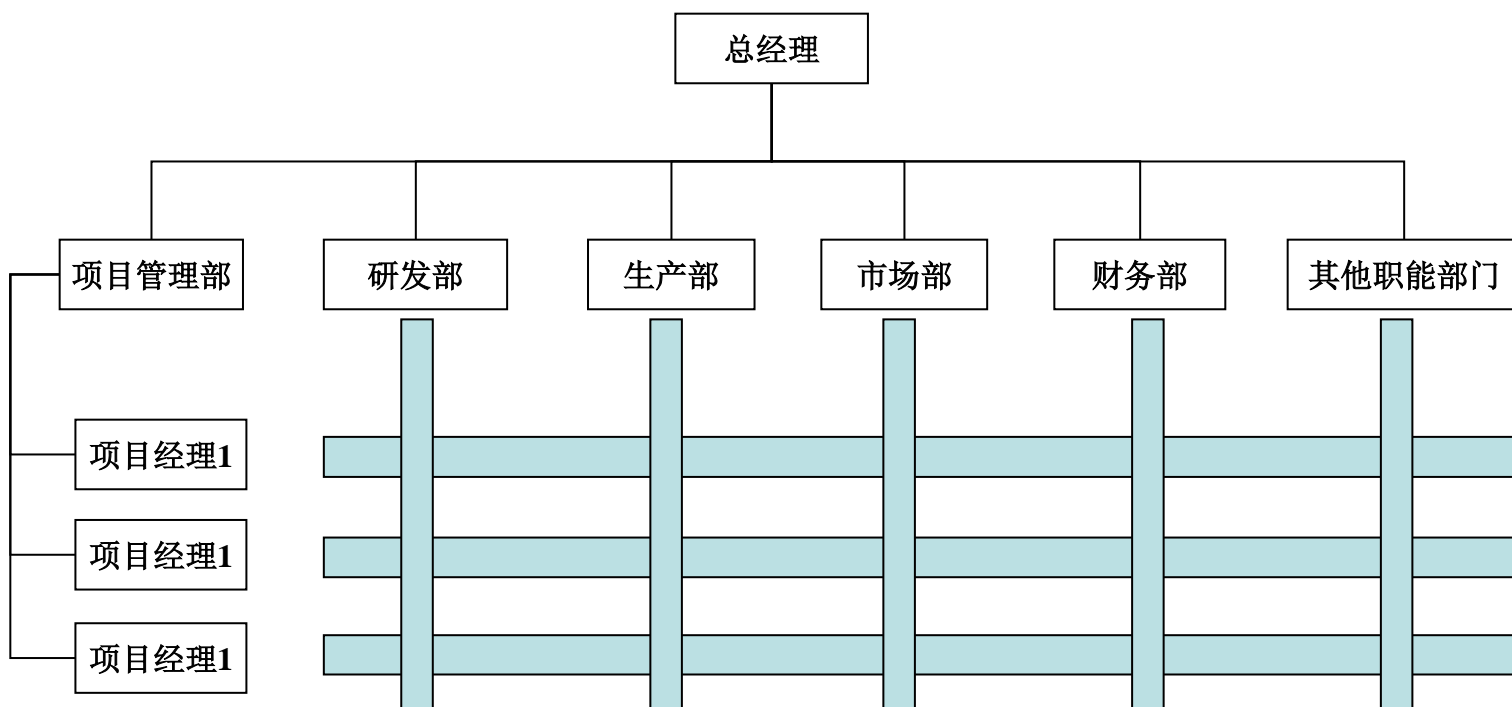 总经理
项目管理部
研发部
生产部
市场部
财务部
其他职能部门
项目经理1
项目经理1
项目经理1